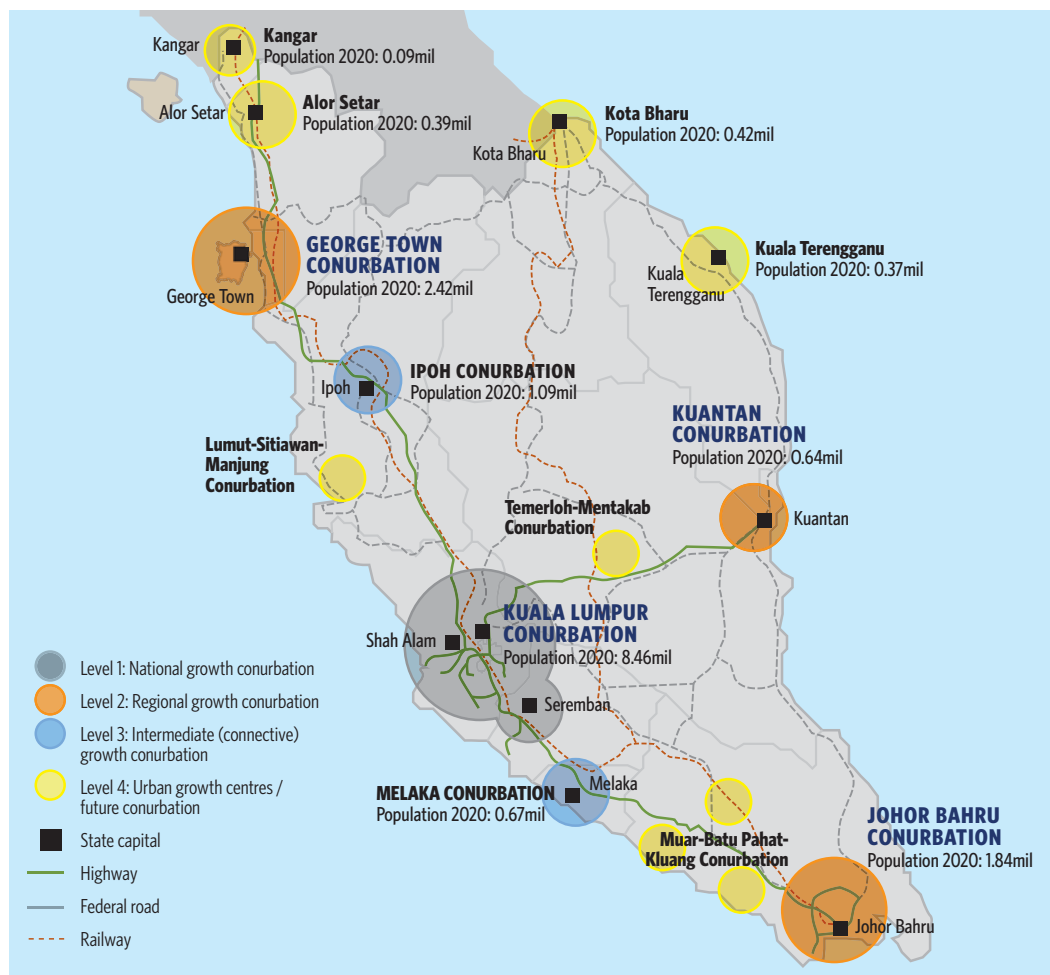 Kangar
Kangar
Population 2020: 0.09mil
Alor Setar
Alor Setar
Population 2020: 0.39mil
Kota Bharu
Population 2020: 0.42mil
Kota Bharu
GEORGE TOWN
CONURBATION
Population 2020: 2.42mil
George Town
Kuala Terengganu
Population 2020: 0.37mil
Kuala
Terengganu
IPOH CONURBATION
Population 2020: 1.09mil
Ipoh
KUANTAN
CONURBATION
Population 2020: 0.64mil
Kuantan
Lumut-Sitiawan-
Manjung
Conurbation
Temerloh-Mentakab
Conurbation
KUALA LUMPUR
CONURBATION
Population 2020: 8.46mil
Shah Alam
Seremban
MELAKA CONURBATION
Population 2020: 0.67mil
Melaka
Muar-Batu Pahat-
Kluang Conurbation
JOHOR BAHRU
CONURBATION
Population 2020: 1.84mil
Johor Bahru
Level 1: National growth conurbation
Level 2: Regional growth conurbation
Level 3: Intermediate (connective)
growth conurbation
Level 4: Urban growth centres /
future conurbation
State capital
Highway
Federal road
Railway